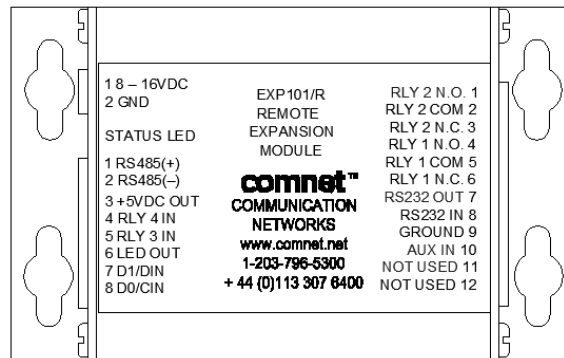 1 8 – 16VDC
2 GND
STATUS LED
1 RS485(+)
2 RS485(–)
3 +5VDC OUT
4 RLY 4 IN
5 RLY 3 IN
6 LED OUT
7 D1/DIN
8 D0/CIN
EXP101/R
REMOTE
EXPANSION
MODULE
comnet™
COMMUNICATION
NETWORKS
www.comnet.net
1-203-796-5300
+ 44 (0)113 307 6400
RLY 2 N.O. 1
RLY 2 COM 2
RLY 2 N.C. 3
RLY 1 N.O. 4
RLY 1 COM 5
RLY 1 N.C. 6
RS232 OUT 7
RS232 IN 8
GROUND 9
AUX IN 10
NOT USED 11
NOT USED 12